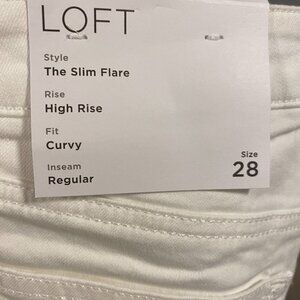 LOFT
Style
The Slim Flare
Rise
High Rise
Fit
Curvy
Inseam
Regular
Size
28